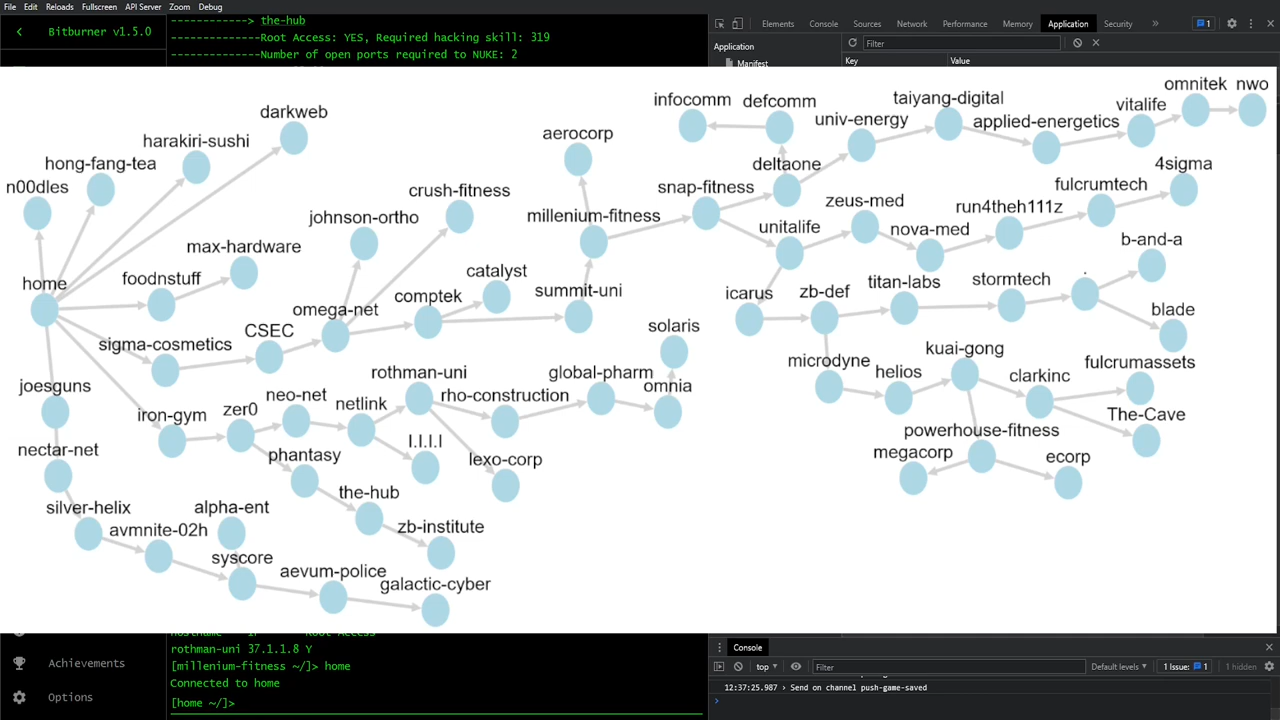 File Edit Reloads Fullscreen API Server Zoom Debug
Bitburner v1.5.0
------------> the-hub
--------------Root Access: YES, Required hacking skill: 319
--------------Number of open ports required to NUKE: 2
Elements Console Sources Network Performance Memory Application Security » 1
Application
Manifest
Filter
Key Value
darkweb
harakiri-sushi
hong-fang-tea
n00dles
max-hardware
foodnstuff
home
johnson-ortho
crush-fitness
omega-net
CSEC
sigma-cosmetics
comptek
catalyst
summit-uni
aerocorp
millenium-fitness
snap-fitness
infocomm
defcomm
deltaone
univ-energy
taiyang-digital
applied-energetics
vitalife
omnitek
nwo
unitalife
zeus-med
nova-med
run4theh111z
fulcrumtech
4sigma
icarus
zb-def
titan-labs
stormtech
.
b-and-a
blade
microdyne
helios
kuai-gong
clarkinc
fulcrumassets
The-Cave
powerhouse-fitness
megacorp
ecorp
joesguns
nectar-net
silver-helix
avmnite-02h
alpha-ent
syscore
aevum-police
galactic-cyber
iron-gym
zer0
neo-net
netlink
rothman-uni
rho-construction
global-pharm
omnia
solaris
I.I.I.I
lexo-corp
phantasy
the-hub
zb-institute
hostname IP Root Access
rothman-uni 37.1.1.8 Y
[millenium-fitness ~/]> home
Connected to home
[home ~/]>
Achievements
Options
Console
top Filter Default levels 1 Issue: 1 1 hidden
12:37:25.987 › Send on channel push-game-saved
›